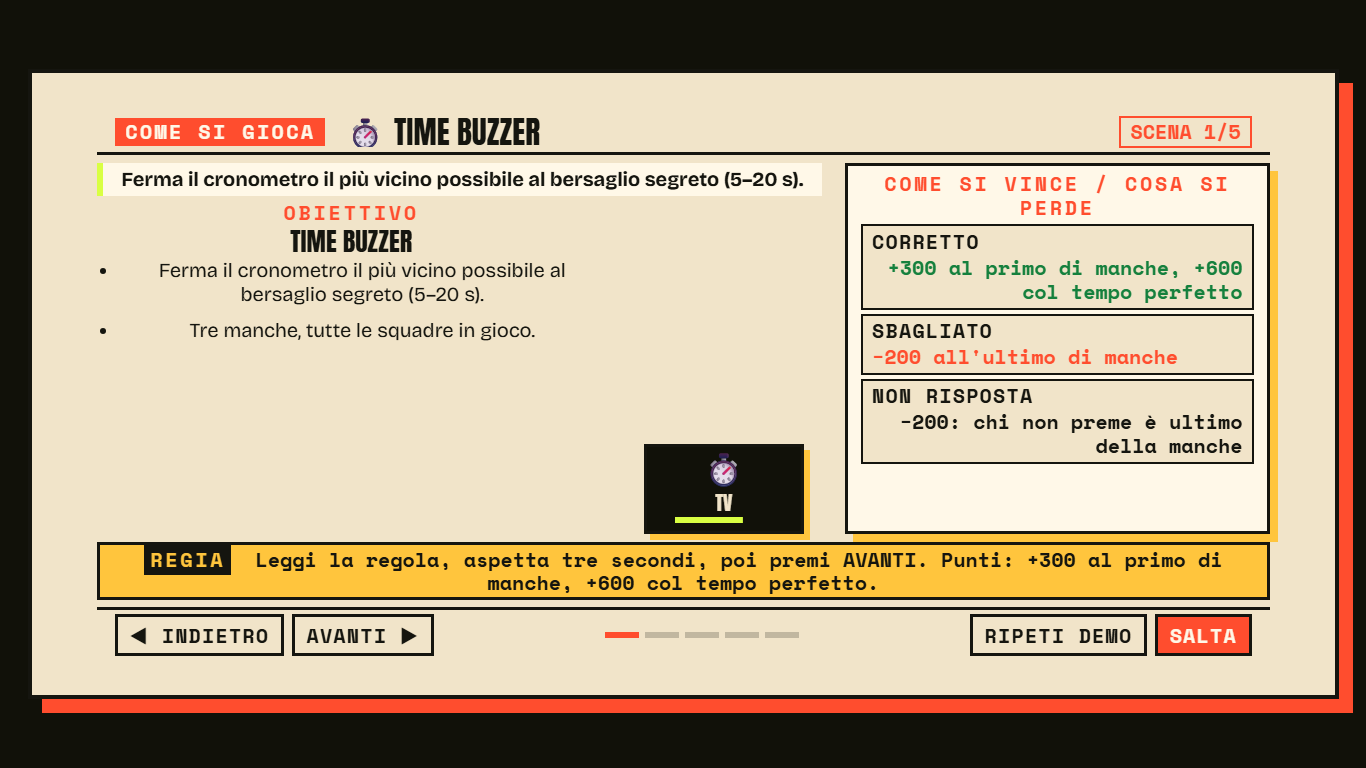 COME SI GIOCA
TIME BUZZER
SCENA 1/5
Ferma il cronometro il più vicino possibile al bersaglio segreto (5–20 s).
OBIETTIVO
TIME BUZZER
• Ferma il cronometro il più vicino possibile al
bersaglio segreto (5–20 s).
• Tre manche, tutte le squadre in gioco.
TV
COME SI VINCE / COSA SI
PERDE
CORRETTO
+300 al primo di manche, +600
col tempo perfetto
SBAGLIATO
−200 all'ultimo di manche
NON RISPOSTA
−200: chi non preme è ultimo
della manche
REGIA Leggi la regola, aspetta tre secondi, poi premi AVANTI. Punti: +300 al primo di
manche, +600 col tempo perfetto.
◀ INDIETRO
AVANTI ▶
RIPETI DEMO
SALTA